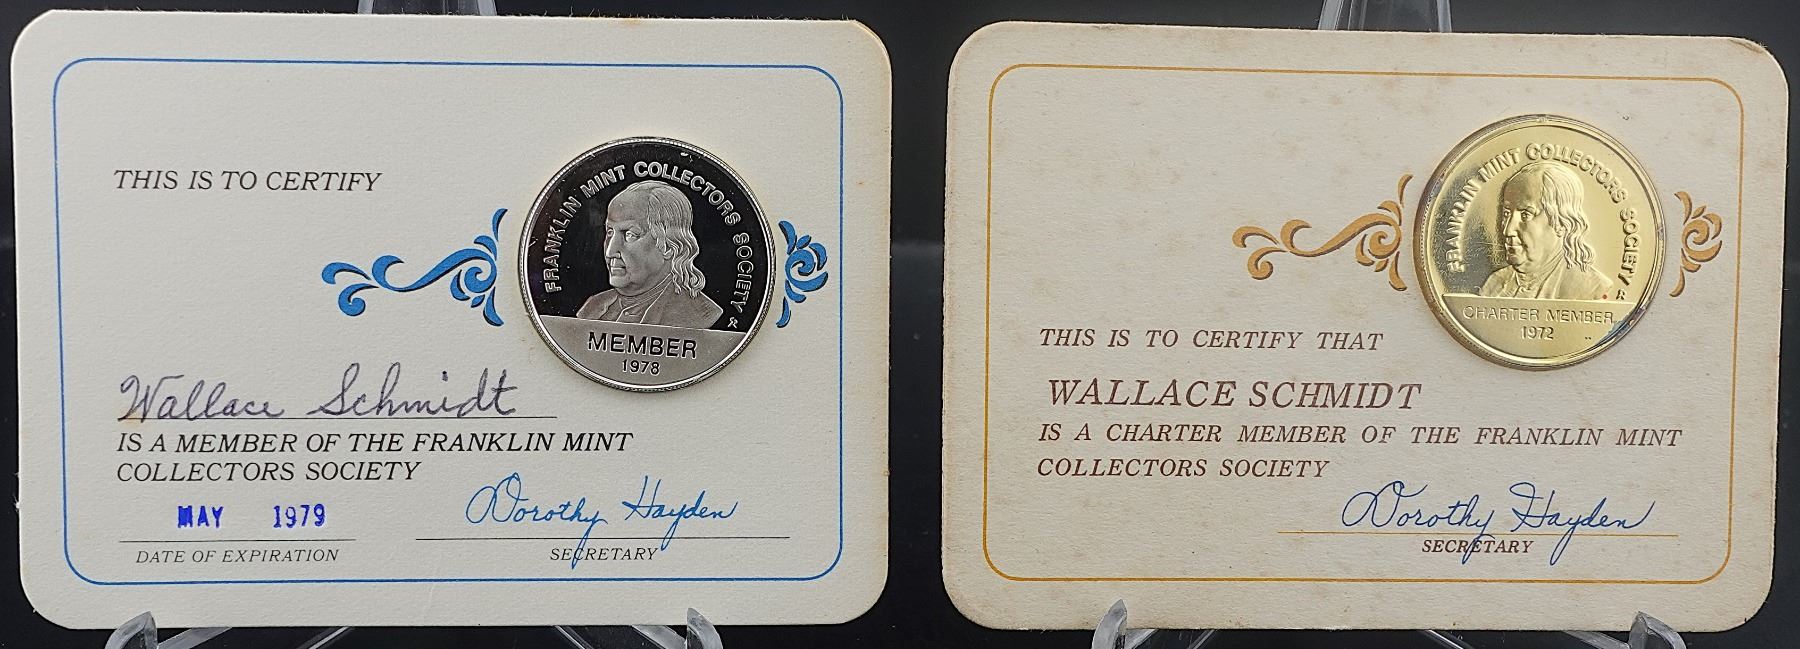 THIS IS TO CERTIFY
FRANKLIN MINT COLLECTORS SOCIETY
MEMBER
1978
Wallace Schmidt
IS A MEMBER OF THE FRANKLIN MINT
COLLECTORS SOCIETY
MAY 1979
DATE OF EXPIRATION
Dorothy Hayden
SECRETARY
FRANKLIN MINT COLLECTORS SOCIETY
CHARTER MEMBER
1972
THIS IS TO CERTIFY THAT
WALLACE SCHMIDT
IS A CHARTER MEMBER OF THE FRANKLIN MINT
COLLECTORS SOCIETY
Dorothy Hayden
SECRETARY